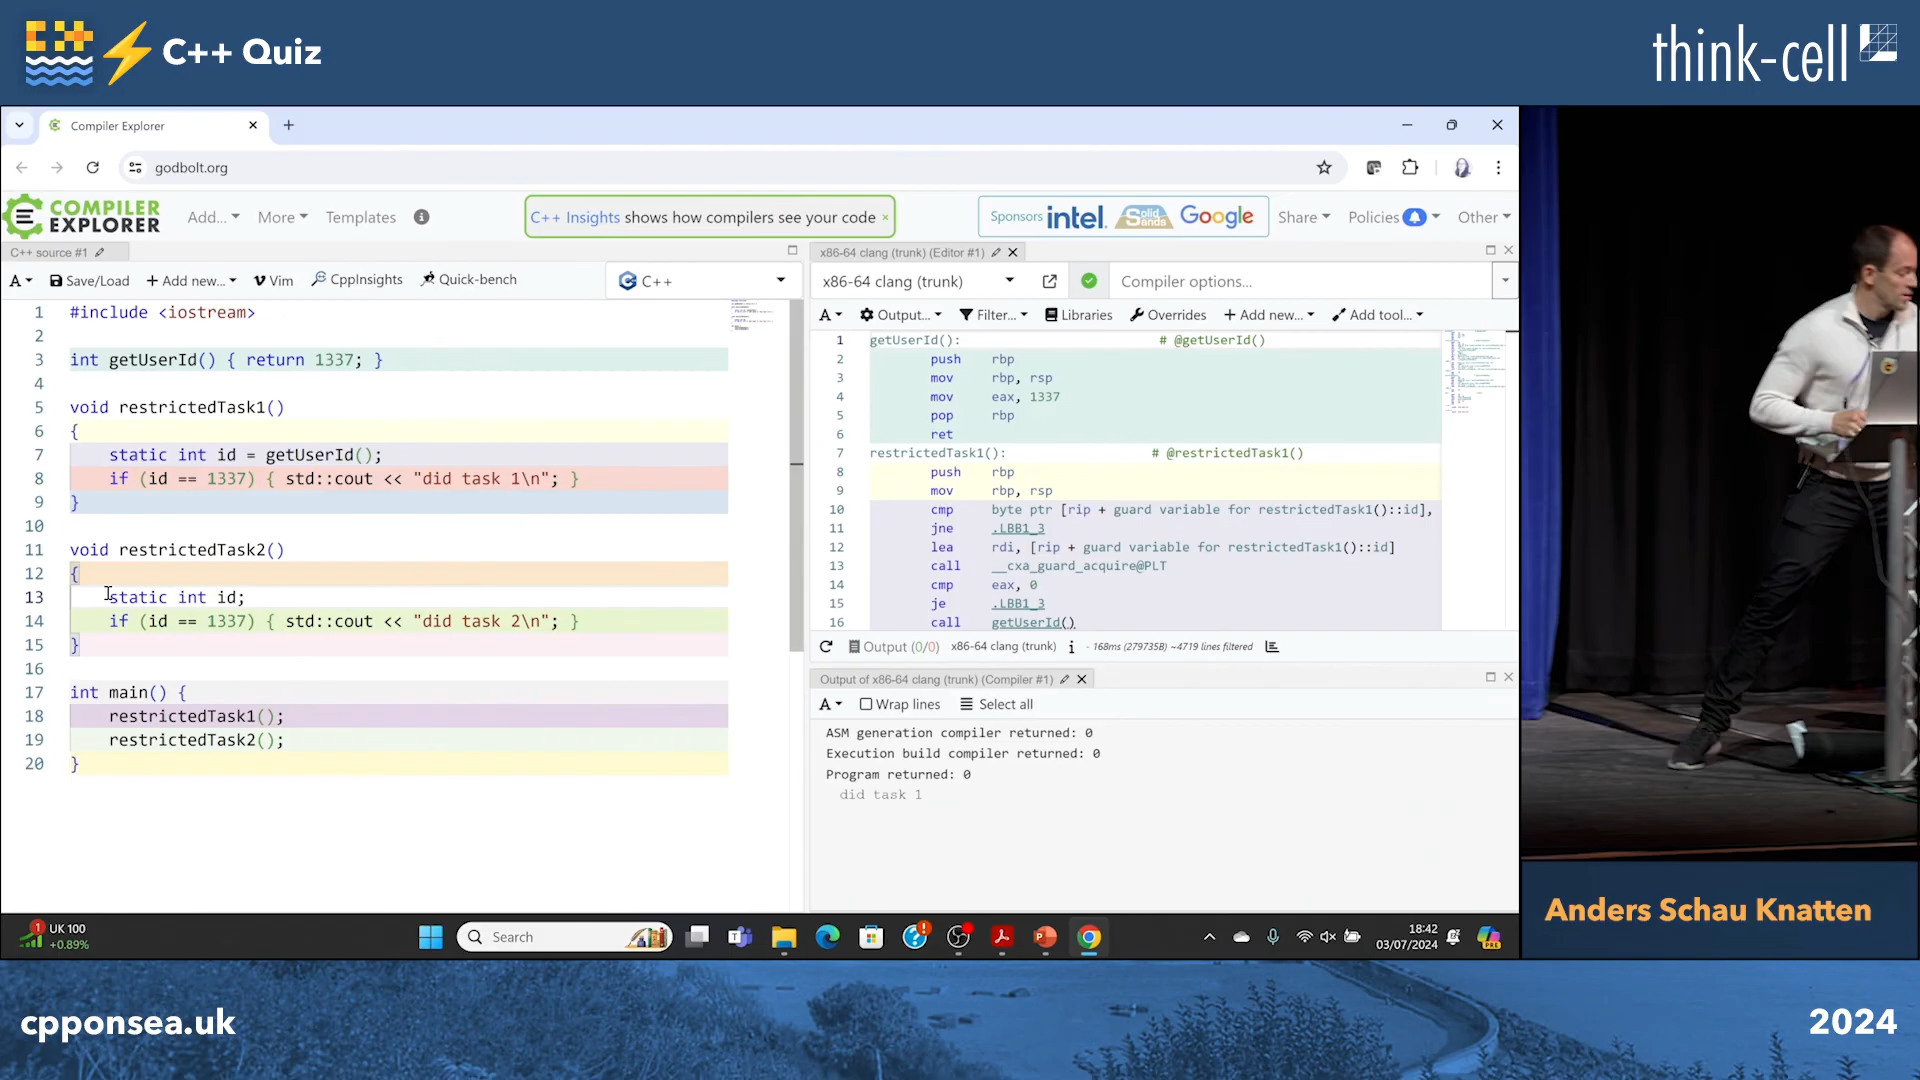 C++ Quiz
think-cell
Compiler Explorer
godbolt.org
COMPILER
EXPLORER
Add...
More
Templates
C++ Insights shows how compilers see your code ×
Sponsors
intel.
Solid
Sands
Google
Share
Policies
Other
C++ source #1
A
Save/Load
+ Add new...
Vim
CppInsights
Quick-bench
C++
1 #include <iostream>
2
3 int getUserId() { return 1337; }
4
5 void restrictedTask1()
6 {
7 static int id = getUserId();
8 if (id == 1337) { std::cout << "did task 1\n"; }
9 }
10
11 void restrictedTask2()
12 {
13 static int id;
14 if (id == 1337) { std::cout << "did task 2\n"; }
15 }
16
17 int main() {
18 restrictedTask1();
19 restrictedTask2();
20 }
x86-64 clang (trunk) (Editor #1)
x86-64 clang (trunk)
Compiler options...
A
Output...
Filter...
Libraries
Overrides
+ Add new...
Add tool...
1 getUserId(): # @getUserId()
2 push rbp
3 mov rbp, rsp
4 mov eax, 1337
5 pop rbp
6 ret
7 restrictedTask1(): # @restrictedTask1()
8 push rbp
9 mov rbp, rsp
10 cmp byte ptr [rip + guard variable for restrictedTask1()::id],
11 jne .LBB1_3
12 lea rdi, [rip + guard variable for restrictedTask1()::id]
13 call __cxa_guard_acquire@PLT
14 cmp eax, 0
15 je .LBB1_3
16 call getUserId()
Output (0/0) x86-64 clang (trunk) i - 168ms (279735B) ~4719 lines filtered
Output of x86-64 clang (trunk) (Compiler #1)
A
Wrap lines
Select all
ASM generation compiler returned: 0
Execution build compiler returned: 0
Program returned: 0
did task 1
Anders Schau Knatten
1
UK 100
+0.89%
Search
18:42
03/07/2024
PRE
cpponsea.uk
2024